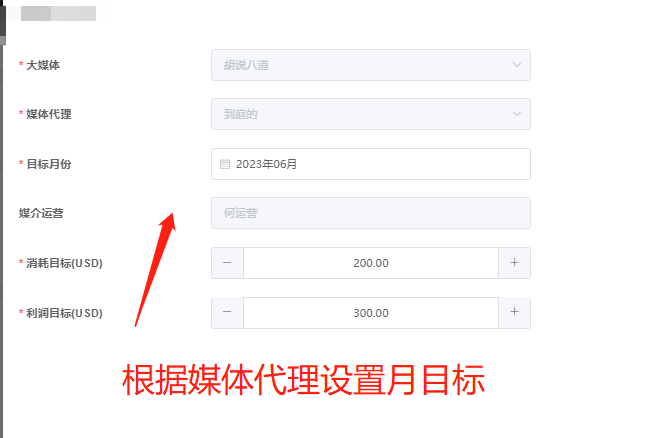 * 大媒体 胡说八道
* 媒体代理 到庭的
* 目标月份 2023年06月
媒介运营 何运营
* 消耗目标(USD) － 200.00 ＋
* 利润目标(USD) － 300.00 ＋
根据媒体代理设置月目标